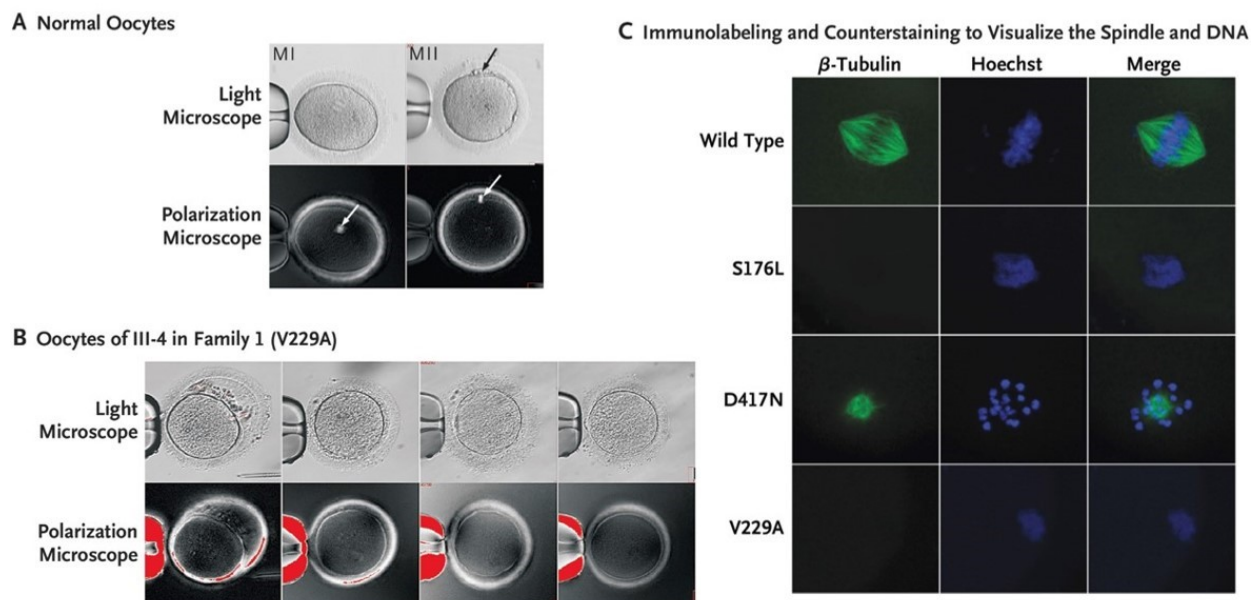 A Normal Oocytes
MI
MII
Light
Microscope
Polarization
Microscope
B Oocytes of III-4 in Family 1 (V229A)
Light
Microscope
Polarization
Microscope
C Immunolabeling and Counterstaining to Visualize the Spindle and DNA
β-Tubulin Hoechst Merge
Wild Type
S176L
D417N
V229A